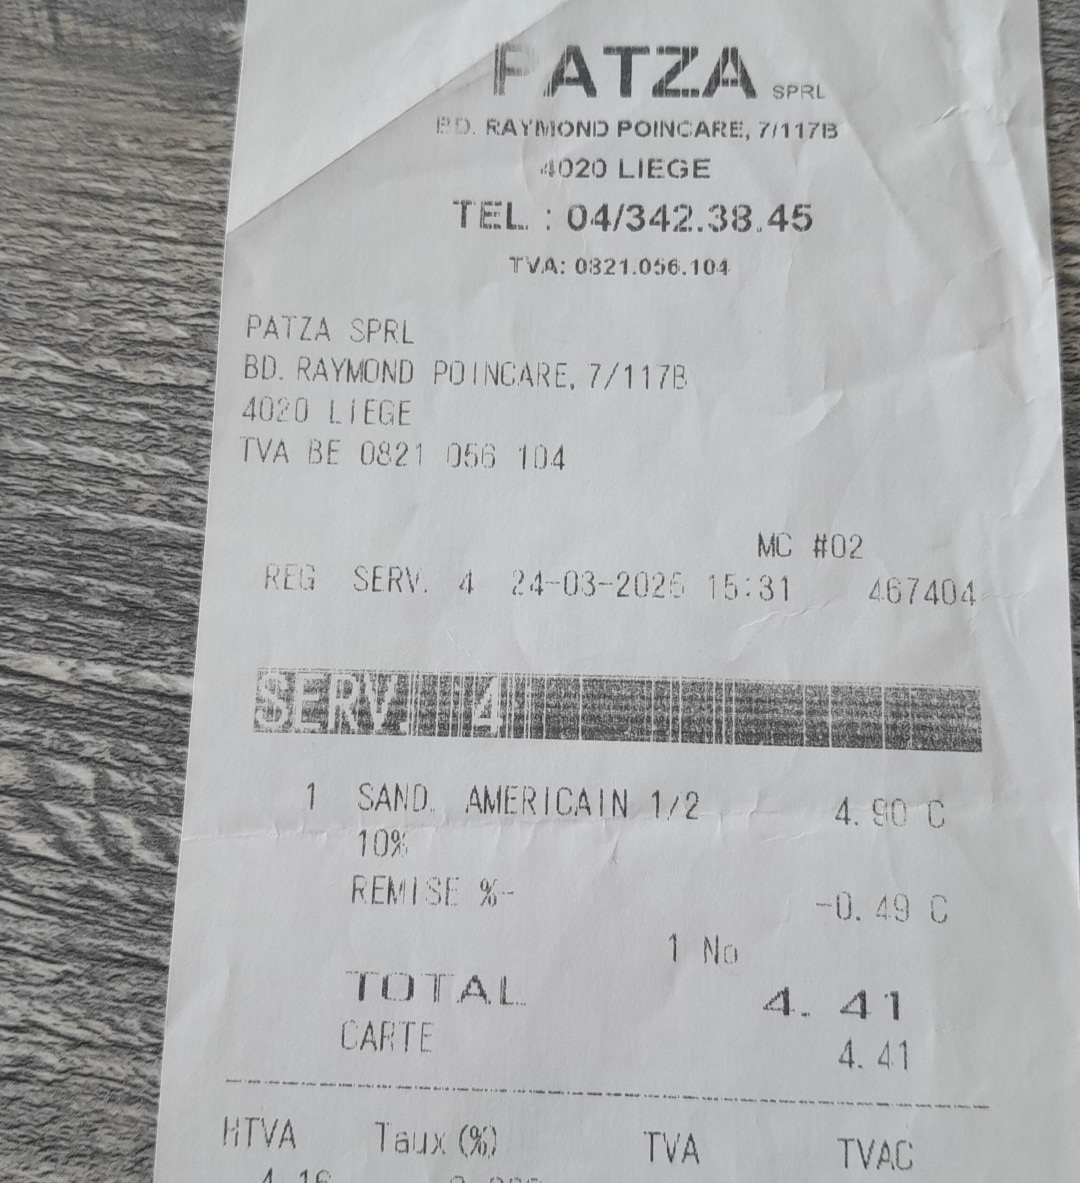 PATZA SPRL
BD. RAYMOND POINCARE, 7/117B
4020 LIEGE
TEL. : 04/342.38.45
TVA: 0821.056.104
PATZA SPRL
BD. RAYMOND POINCARE, 7/117B
4020 LIEGE
TVA BE 0821 056 104
MC #02
REG SERV. 4 24-03-2025 15:31 467404
SERV. 4
1 SAND. AMERICAIN 1/2 4.90 C
10%
REMISE %- -0.49 C
1 No
TOTAL 4.41
CARTE 4.41
HTVA Taux (%) TVA TVAC
4.16